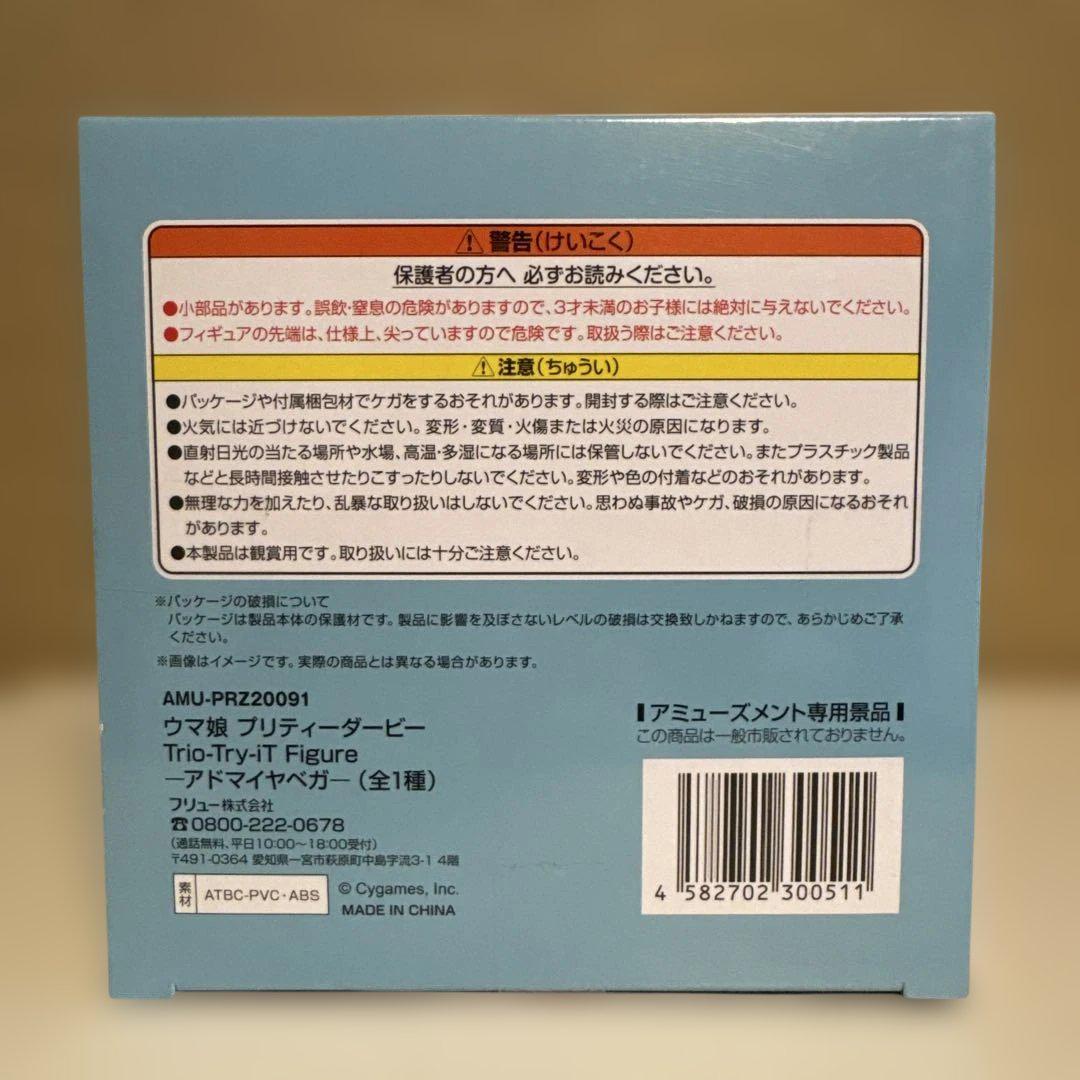 ⚠警告(けいこく)
保護者の方へ 必ずお読みください。
●小部品があります。誤飲・窒息の危険がありますので、3才未満のお子様には絶対に与えないでください。
●フィギュアの先端は、仕様上、尖っていますので危険です。取扱う際はご注意ください。
⚠注意(ちゅうい)
●パッケージや付属梱包材でケガをするおそれがあります。開封する際はご注意ください。
●火気には近づけないでください。変形・変質・火傷または火災の原因になります。
●直射日光の当たる場所や水場、高温・多湿になる場所には保管しないでください。またプラスチック製品
などと長時間接触させたりこすったりしないでください。変形や色の付着などのおそれがあります。
●無理な力を加えたり、乱暴な取り扱いはしないでください。思わぬ事故やケガ、破損の原因になるおそれ
があります。
●本製品は観賞用です。取り扱いには十分ご注意ください。
※パッケージの破損について
パッケージは製品本体の保護材です。製品に影響を及ぼさないレベルの破損は交換致しかねますので、あらかじめご了承
ください。
※画像はイメージです。実際の商品とは異なる場合があります。
AMU-PRZ20091
ウマ娘 プリティーダービー
Trio-Try-iT Figure
―アドマイヤベガ―(全1種)
フリュー株式会社
☎0800-222-0678
(通話無料、平日10:00～18:00受付)
〒491-0364 愛知県一宮市萩原町中島字流3-1 4階
素材 ATBC-PVC・ABS
© Cygames, Inc.
MADE IN CHINA
アミューズメント専用景品
この商品は一般市販されておりません。
4 582702 300511